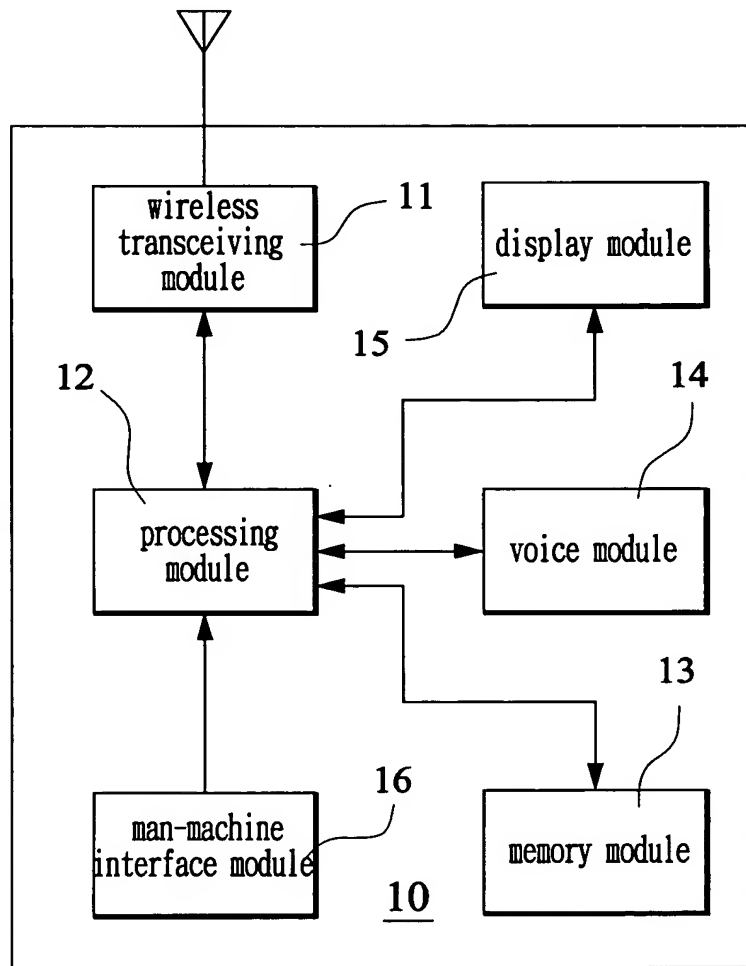 wireless
transceiving
module
11
display module
15
12
14
processing
module
voice module
13
16
man-machine
interface module
memory module
10